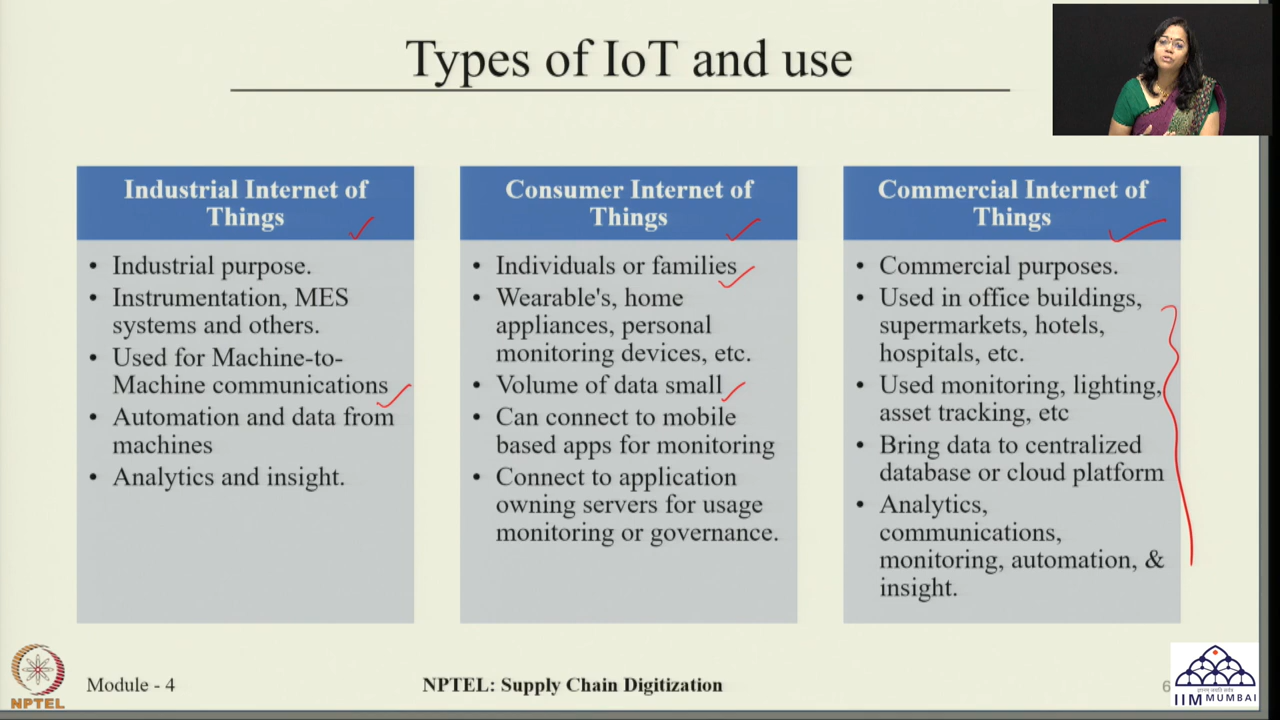 Types of IoT and use
Industrial Internet of
Things
• Industrial purpose.
• Instrumentation, MES
systems and others.
• Used for Machine-to-
Machine communications
• Automation and data from
machines
• Analytics and insight.
Consumer Internet of
Things
• Individuals or families
• Wearable's, home
appliances, personal
monitoring devices, etc.
• Volume of data small
• Can connect to mobile
based apps for monitoring
• Connect to application
owning servers for usage
monitoring or governance.
Commercial Internet of
Things
• Commercial purposes.
• Used in office buildings,
supermarkets, hotels,
hospitals, etc.
• Used monitoring, lighting,
asset tracking, etc
• Bring data to centralized
database or cloud platform
• Analytics,
communications,
monitoring, automation, &
insight.
NPTEL
Module - 4
NPTEL: Supply Chain Digitization
6
IIM MUMBAI